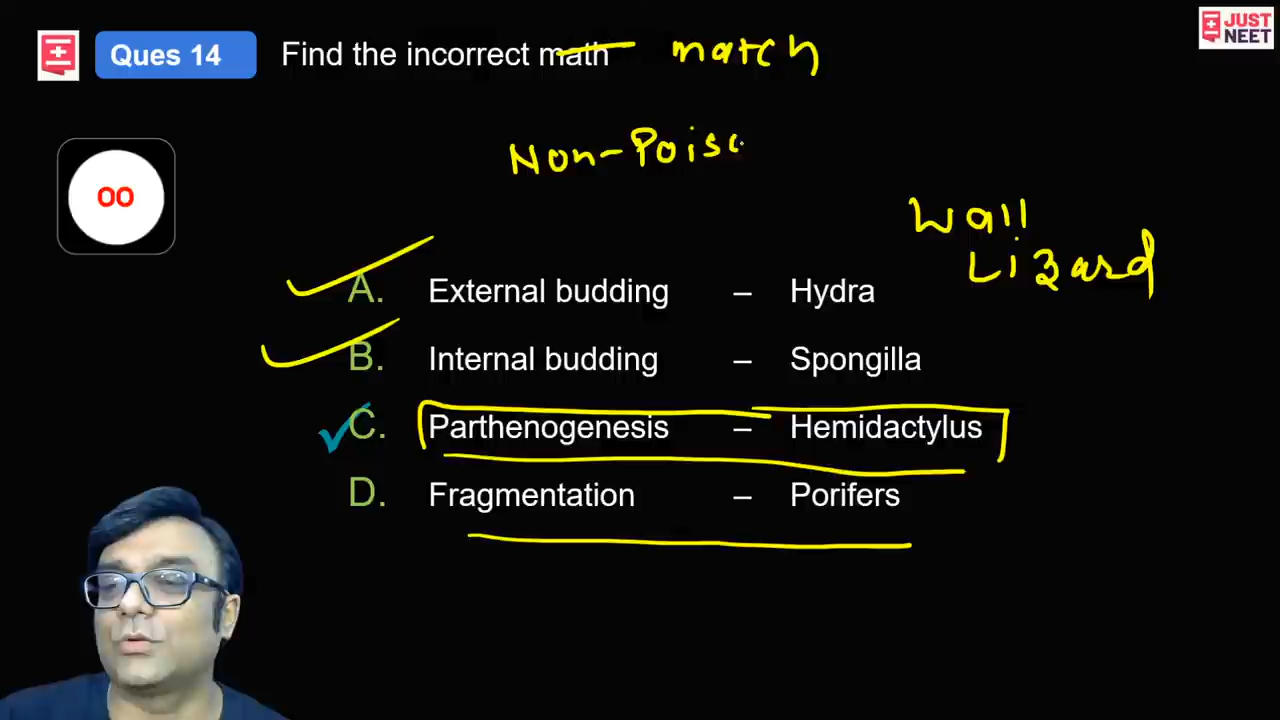 JUST
NEET
Ques 14 Find the incorrect math match
Non-Poiso
00
Wall
Lizard
A. External budding – Hydra
B. Internal budding – Spongilla
C. Parthenogenesis – Hemidactylus
D. Fragmentation – Porifers